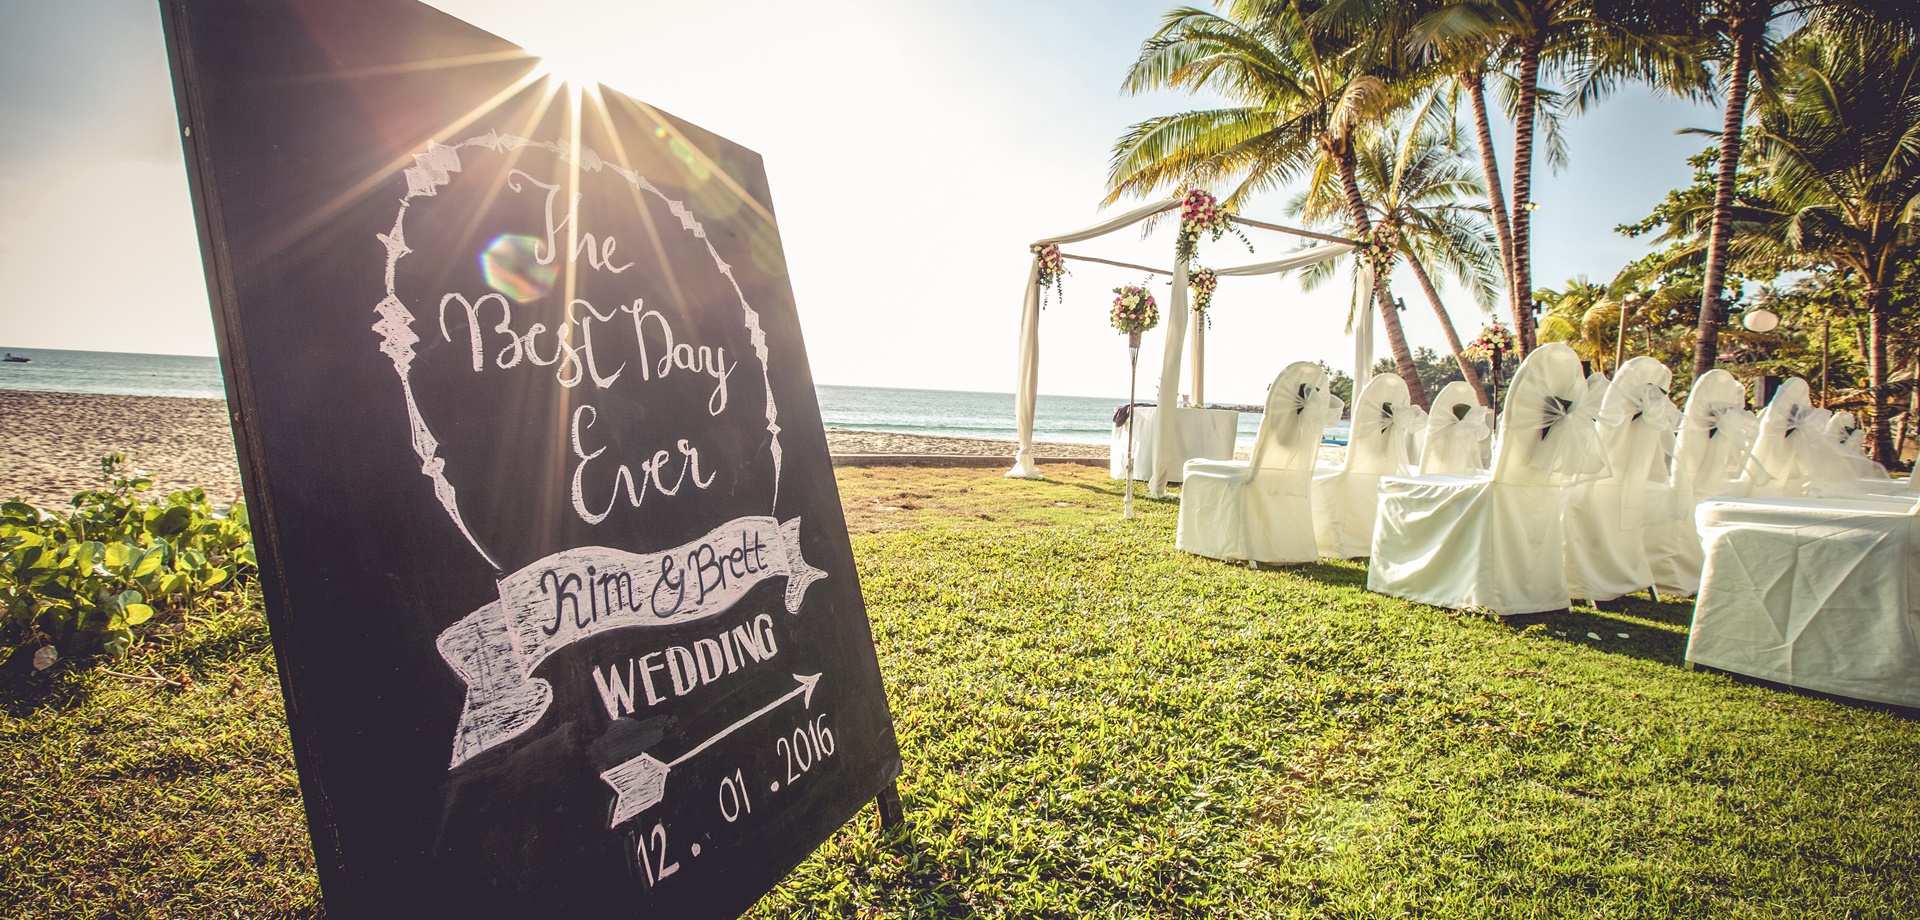 The
Best Day
Ever
Kim & Brett
WEDDING
12.01.2016